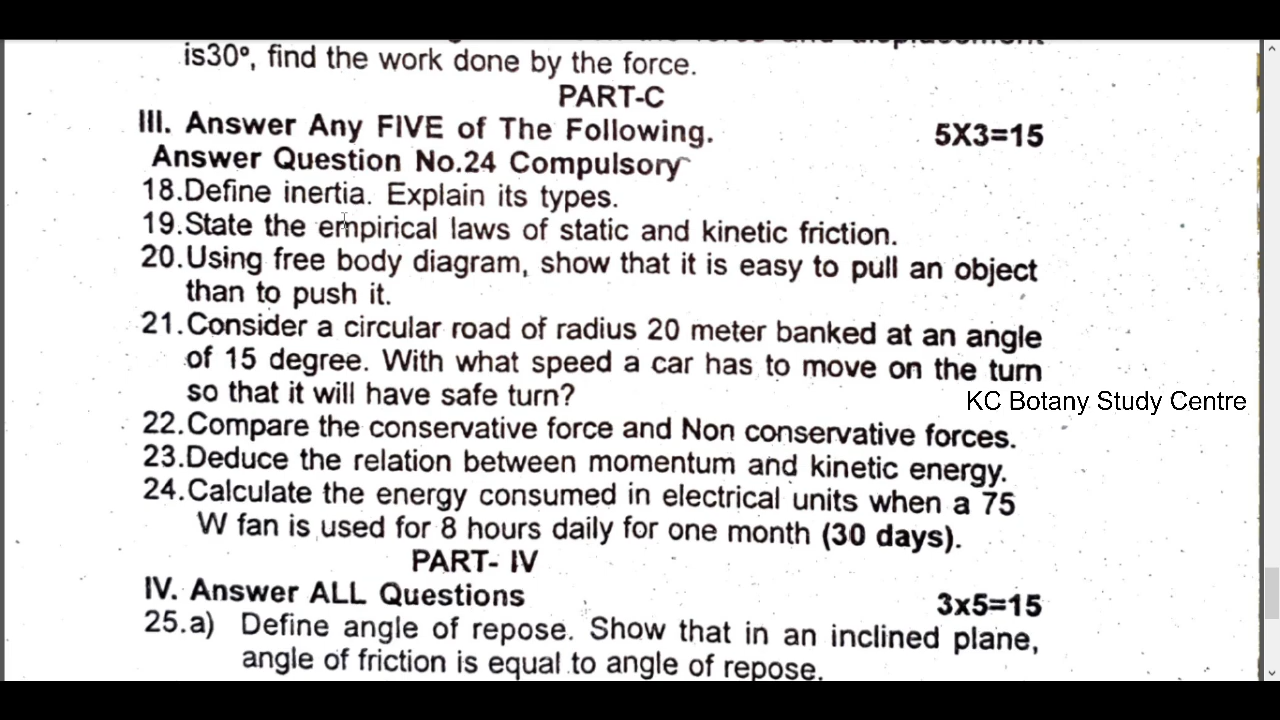 is30°, find the work done by the force.
PART-C
III. Answer Any FIVE of The Following. 5X3=15
Answer Question No.24 Compulsory
18.Define inertia. Explain its types.
19.State the empirical laws of static and kinetic friction.
20.Using free body diagram, show that it is easy to pull an object
than to push it.
21.Consider a circular road of radius 20 meter banked at an angle
of 15 degree. With what speed a car has to move on the turn
so that it will have safe turn?
KC Botany Study Centre
22.Compare the conservative force and Non conservative forces.
23.Deduce the relation between momentum and kinetic energy.
24.Calculate the energy consumed in electrical units when a 75
W fan is used for 8 hours daily for one month (30 days).
PART- IV
IV. Answer ALL Questions 3x5=15
25.a) Define angle of repose. Show that in an inclined plane,
angle of friction is equal to angle of repose.